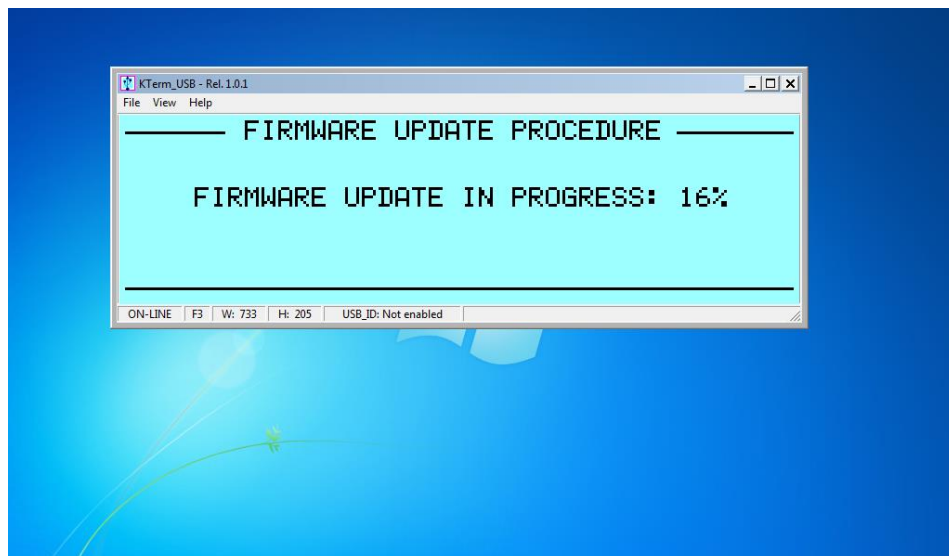 KTerm_USB - Rel. 1.0.1
File View Help
FIRMWARE UPDATE PROCEDURE
FIRMWARE UPDATE IN PROGRESS: 16%
ON-LINE F3 W: 733 H: 205 USB_ID: Not enabled